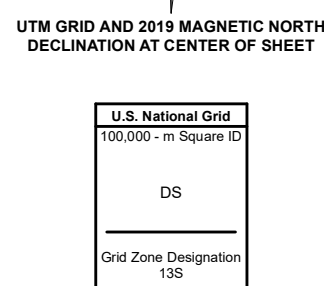 UTM GRID AND 2019 MAGNETIC NORTH
DECLINATION AT CENTER OF SHEET
U.S. National Grid
100,000 - m Square ID
DS
Grid Zone Designation
13S